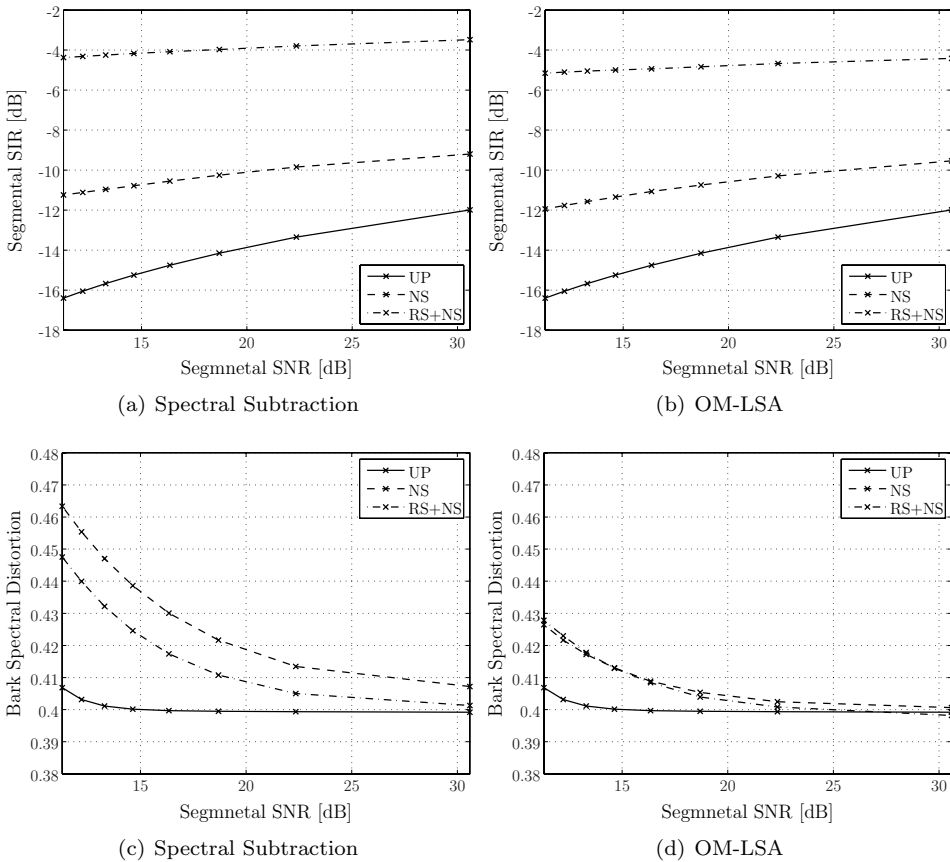 -2
-4
-6
-8
-10
-12
-14
-16
-18
15
20
25
30
Segmental SIR [dB]
Segmnetal SNR [dB]
UP
NS
RS+NS
(a) Spectral Subtraction
-2
-4
-6
-8
-10
-12
-14
-16
-18
15
20
25
30
Segmental SIR [dB]
Segmnetal SNR [dB]
UP
NS
RS+NS
(b) OM-LSA
0.48
0.47
0.46
0.45
0.44
0.43
0.42
0.41
0.4
0.39
0.38
15
20
25
30
Bark Spectral Distortion
Segmnetal SNR [dB]
UP
NS
RS+NS
(c) Spectral Subtraction
0.48
0.47
0.46
0.45
0.44
0.43
0.42
0.41
0.4
0.39
0.38
15
20
25
30
Bark Spectral Distortion
Segmnetal SNR [dB]
UP
NS
RS+NS
(d) OM-LSA